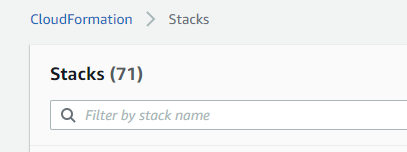 CloudFormation > Stacks
Stacks (71)
Filter by stack name